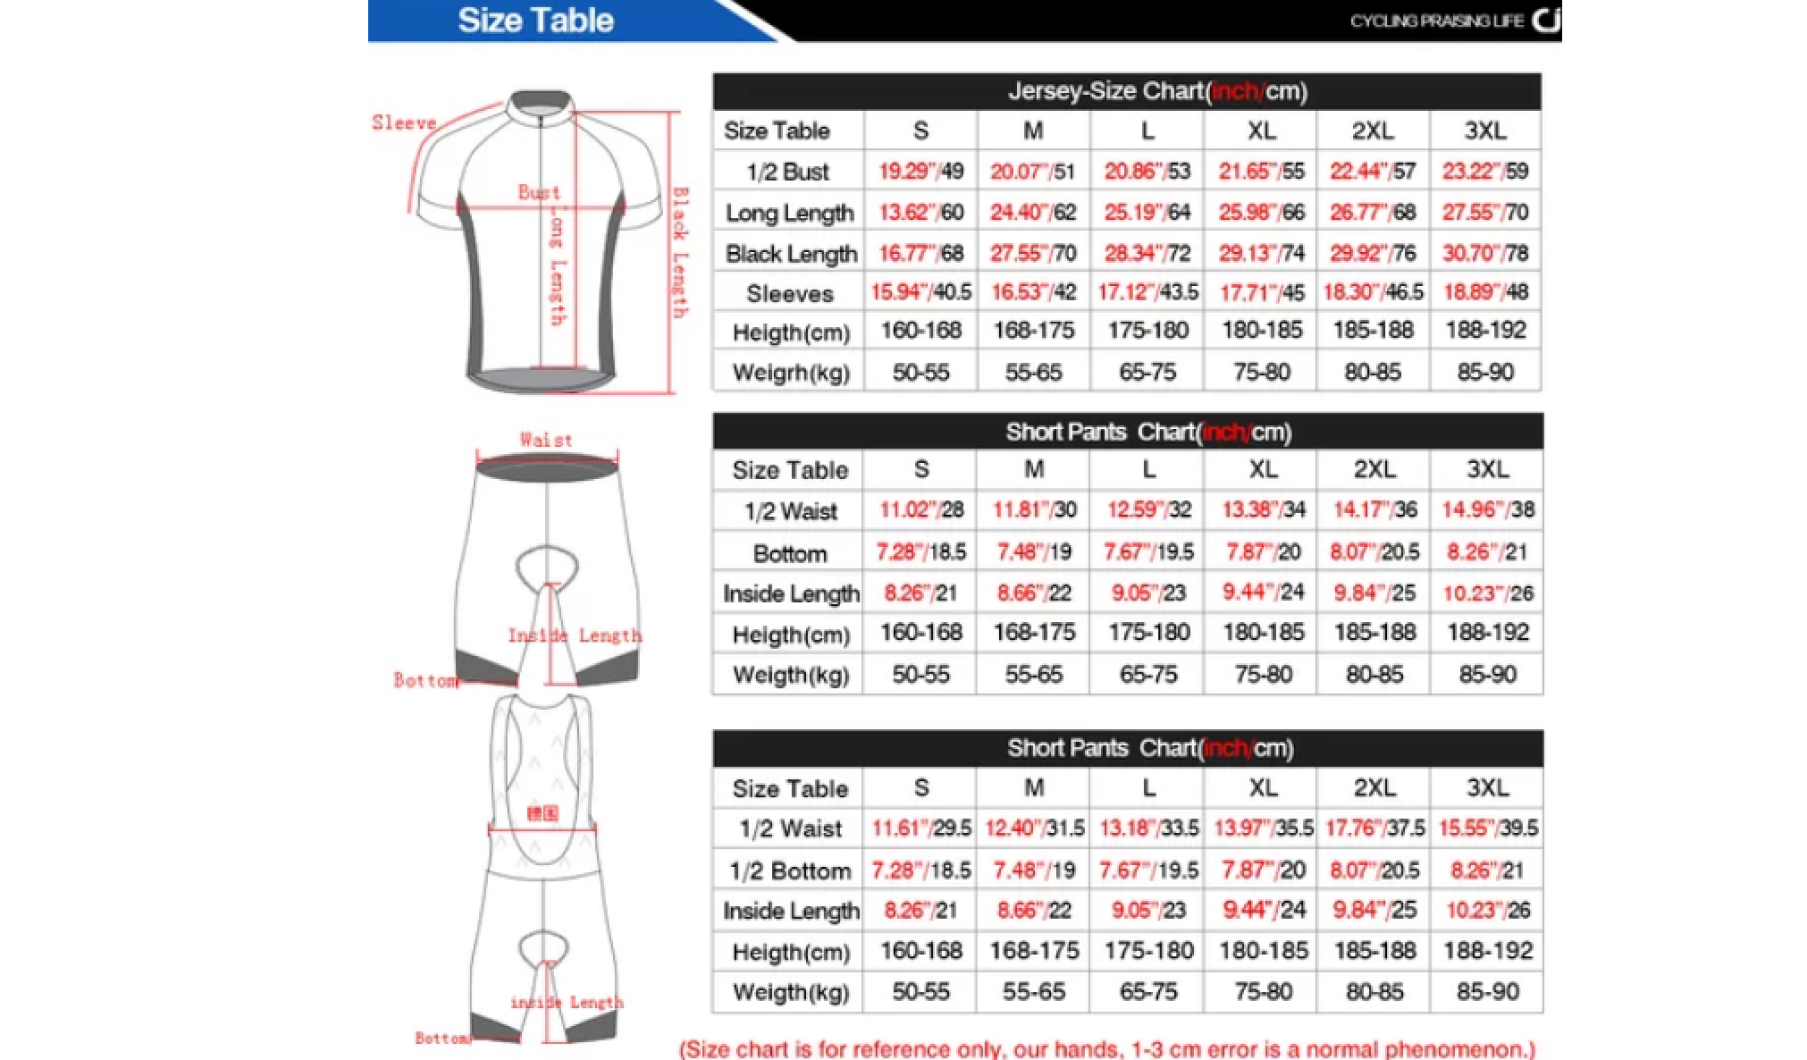 Size Table
CYCLING PRAISING LIFE
Sleeve
Bust
Long Length
Black Length
Jersey-Size Chart(inch/cm)
Size Table S M L XL 2XL 3XL
1/2 Bust 19.29"/49 20.07"/51 20.86"/53 21.65"/55 22.44"/57 23.22"/59
Long Length 13.62"/60 24.40"/62 25.19"/64 25.98"/66 26.77"/68 27.55"/70
Black Length 16.77"/68 27.55"/70 28.34"/72 29.13"/74 29.92"/76 30.70"/78
Sleeves 15.94"/40.5 16.53"/42 17.12"/43.5 17.71"/45 18.30"/46.5 18.89"/48
Heigth(cm) 160-168 168-175 175-180 180-185 185-188 188-192
Weigrh(kg) 50-55 55-65 65-75 75-80 80-85 85-90
Waist
Inside Length
Bottom
Short Pants Chart(inch/cm)
Size Table S M L XL 2XL 3XL
1/2 Waist 11.02"/28 11.81"/30 12.59"/32 13.38"/34 14.17"/36 14.96"/38
Bottom 7.28"/18.5 7.48"/19 7.67"/19.5 7.87"/20 8.07"/20.5 8.26"/21
Inside Length 8.26"/21 8.66"/22 9.05"/23 9.44"/24 9.84"/25 10.23"/26
Heigth(cm) 160-168 168-175 175-180 180-185 185-188 188-192
Weigth(kg) 50-55 55-65 65-75 75-80 80-85 85-90
腰围
inside Length
Bottom
Short Pants Chart(inch/cm)
Size Table S M L XL 2XL 3XL
1/2 Waist 11.61"/29.5 12.40"/31.5 13.18"/33.5 13.97"/35.5 17.76"/37.5 15.55"/39.5
1/2 Bottom 7.28"/18.5 7.48"/19 7.67"/19.5 7.87"/20 8.07"/20.5 8.26"/21
Inside Length 8.26"/21 8.66"/22 9.05"/23 9.44"/24 9.84"/25 10.23"/26
Heigth(cm) 160-168 168-175 175-180 180-185 185-188 188-192
Weigth(kg) 50-55 55-65 65-75 75-80 80-85 85-90
(Size chart is for reference only, our hands, 1-3 cm error is a normal phenomenon.)